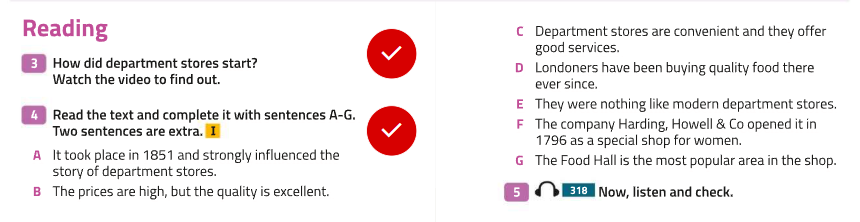 Reading
3 How did department stores start?
Watch the video to find out.
4 Read the text and complete it with sentences A-G.
Two sentences are extra. I
A It took place in 1851 and strongly influenced the
story of department stores.
B The prices are high, but the quality is excellent.
C Department stores are convenient and they offer
good services.
D Londoners have been buying quality food there
ever since.
E They were nothing like modern department stores.
F The company Harding, Howell & Co opened it in
1796 as a special shop for women.
G The Food Hall is the most popular area in the shop.
5 318 Now, listen and check.